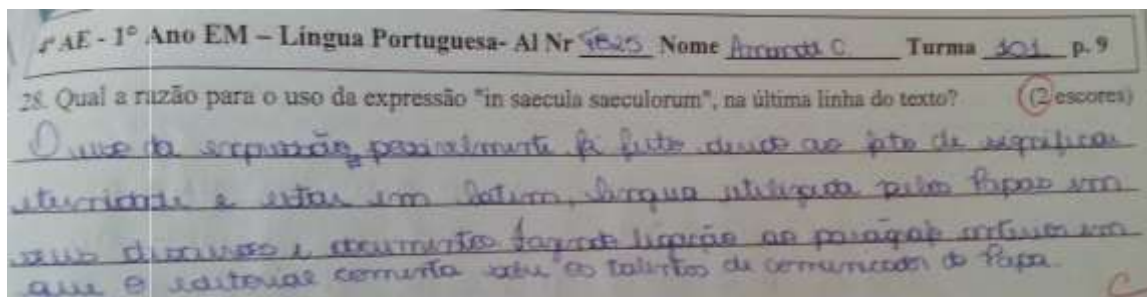 4ª AE - 1º Ano EM – Língua Portuguesa- Al Nr Nome Amanda C. Turma 101 p. 9
28. Qual a razão para o uso da expressão "in saecula saeculorum", na última linha do texto? (2 escores)
O uso da expressão, possivelmente foi feito devido ao fato de significar
eternidade e estar em latim, língua utilizada pelos Papas em
seus discursos e documentos fazendo ligação ao parágrafo anterior em
que o editorial comenta sobre os talentos de comunicador do Papa.
C